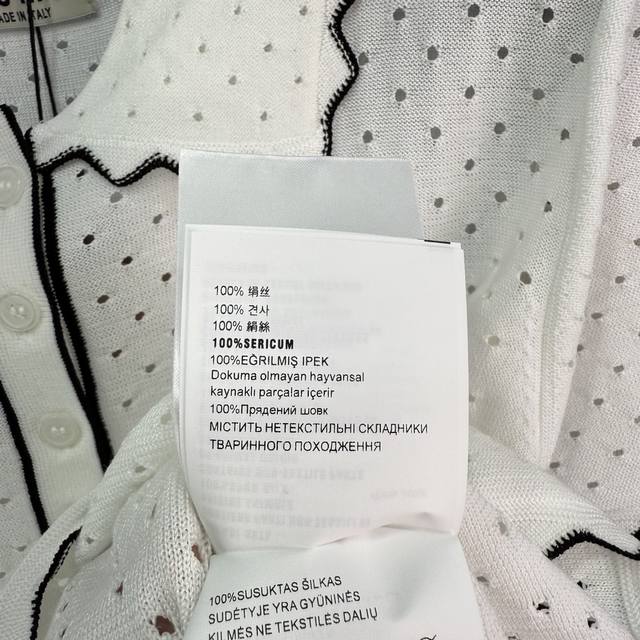 MADE IN ITALY
100% 绢丝
100% 견사
100% 絹絲
100%SERICUM
100%EĞRILMIŞ IPEK
Dokuma olmayan hayvansal
kaynaklı parçalar içerir
100%Прядений шовк
МІСТИТЬ НЕТЕКСТИЛЬНІ СКЛАДНИКИ
ТВАРИННОГО ПОХОДЖЕННЯ
100%SUSUKTAS ŠILKAS
SUDĖTYJE YRA GYŪNINĖS
KILMĖS NE TEKSTILĖS DALIŲ